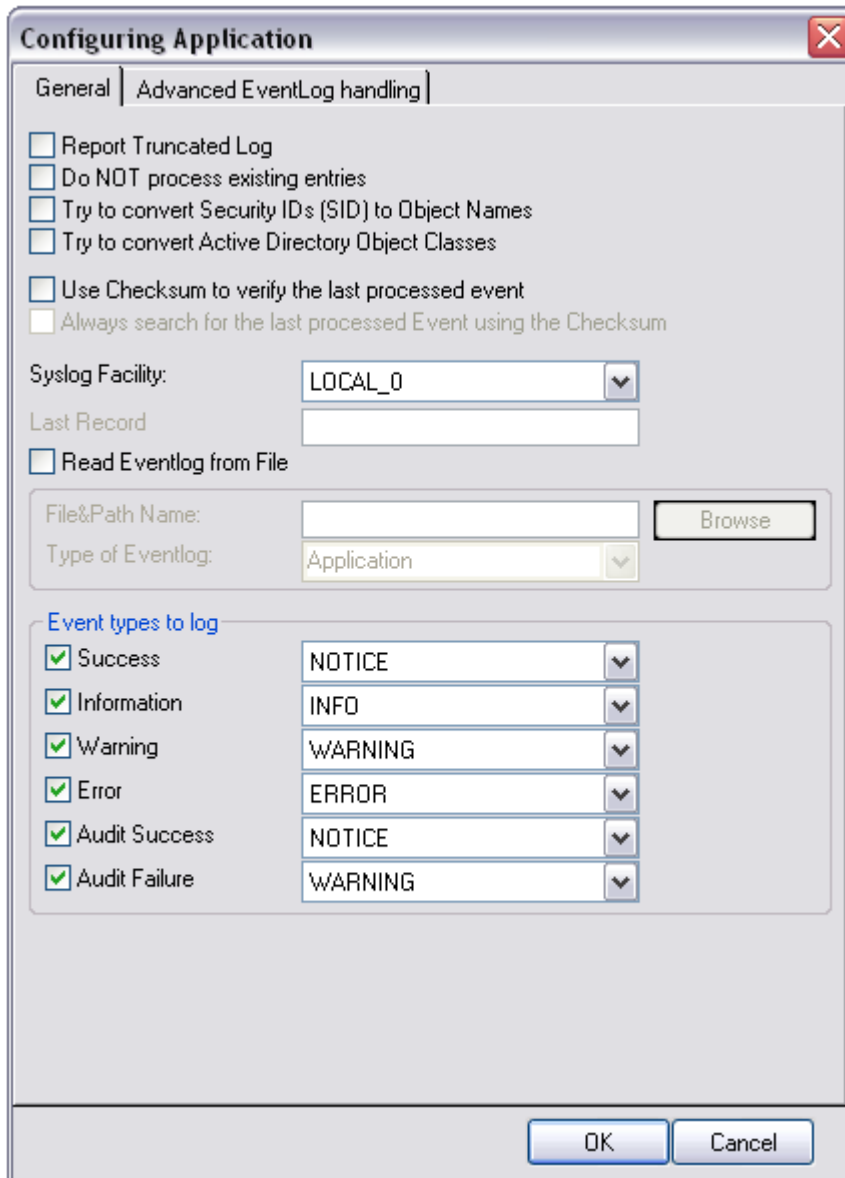 Configuring Application
General Advanced EventLog handling
Report Truncated Log
Do NOT process existing entries
Try to convert Security IDs (SID) to Object Names
Try to convert Active Directory Object Classes
Use Checksum to verify the last processed event
Always search for the last processed Event using the Checksum
Syslog Facility: LOCAL_0
Last Record
Read Eventlog from File
File&Path Name: Browse
Type of Eventlog: Application
Event types to log
Success NOTICE
Information INFO
Warning WARNING
Error ERROR
Audit Success NOTICE
Audit Failure WARNING
OK Cancel